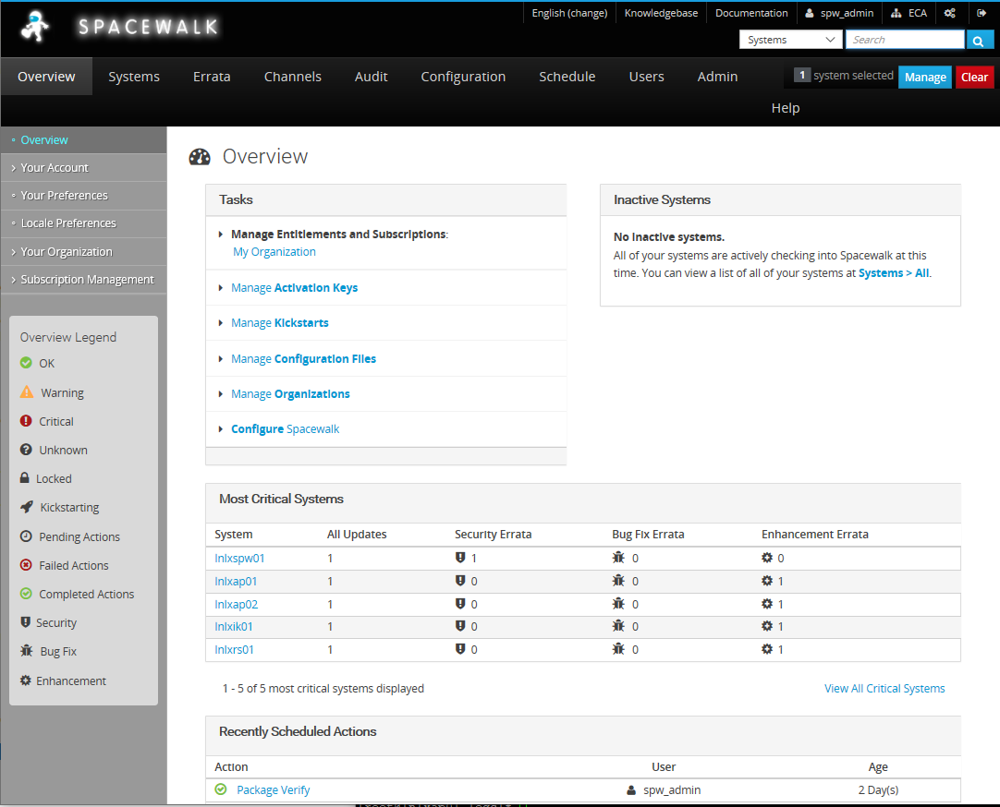 English (change) Knowledgebase Documentation spw_admin ECA
SPACEWALK
Systems Search
Overview Systems Errata Channels Audit Configuration Schedule Users Admin 1 system selected Manage Clear
Help
Overview
Your Account
Your Preferences
Locale Preferences
Your Organization
Subscription Management
Overview Legend
OK
Warning
Critical
Unknown
Locked
Kickstarting
Pending Actions
Failed Actions
Completed Actions
Security
Bug Fix
Enhancement
Overview
Tasks
Manage Entitlements and Subscriptions:
My Organization
Manage Activation Keys
Manage Kickstarts
Manage Configuration Files
Manage Organizations
Configure Spacewalk
Inactive Systems
No inactive systems.
All of your systems are actively checking into Spacewalk at this
time. You can view a list of all of your systems at Systems > All.
Most Critical Systems
System All Updates Security Errata Bug Fix Errata Enhancement Errata
lnlxspw01 1 1 0 0
lnlxap01 1 0 0 1
lnlxap02 1 0 0 1
lnlxik01 1 0 0 1
lnlxrs01 1 0 0 1
1 - 5 of 5 most critical systems displayed View All Critical Systems
Recently Scheduled Actions
Action User Age
Package Verify spw_admin 2 Day(s)